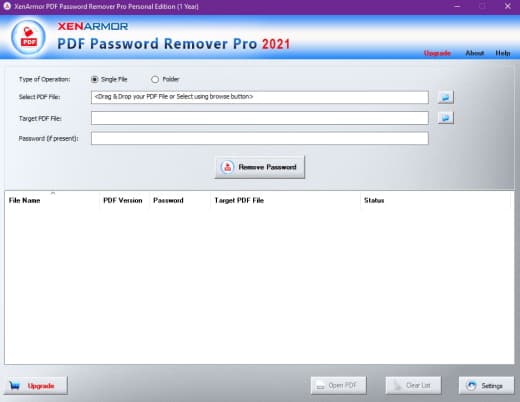 XenArmor PDF Password Remover Pro Personal Edition (1 Year)
XENARMOR
PDF
PDF Password Remover Pro 2021
Upgrade About Help
Type of Operation: Single File Folder
Select PDF File: <Drag & Drop your PDF File or Select using browse button>
Target PDF File:
Password (if present):
Remove Password
File Name PDF Version Password Target PDF File Status
Upgrade Open PDF Clear List Settings